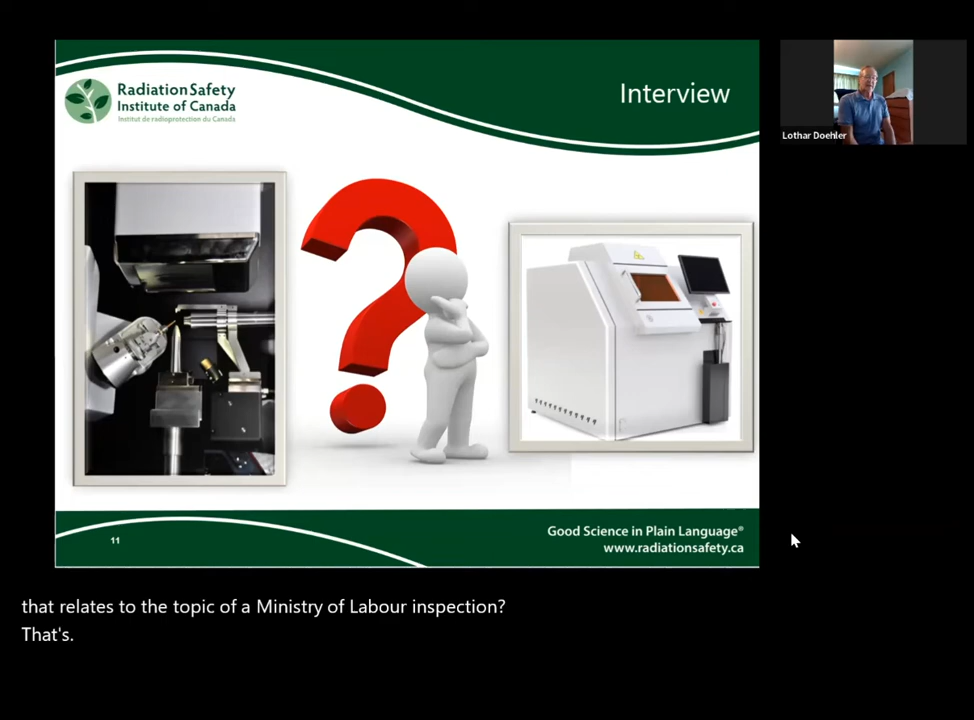 Radiation Safety
Institute of Canada
Institut de radioprotection du Canada
Interview
Lothar Doehler
11
Good Science in Plain Language®
www.radiationsafety.ca
that relates to the topic of a Ministry of Labour inspection?
That's.